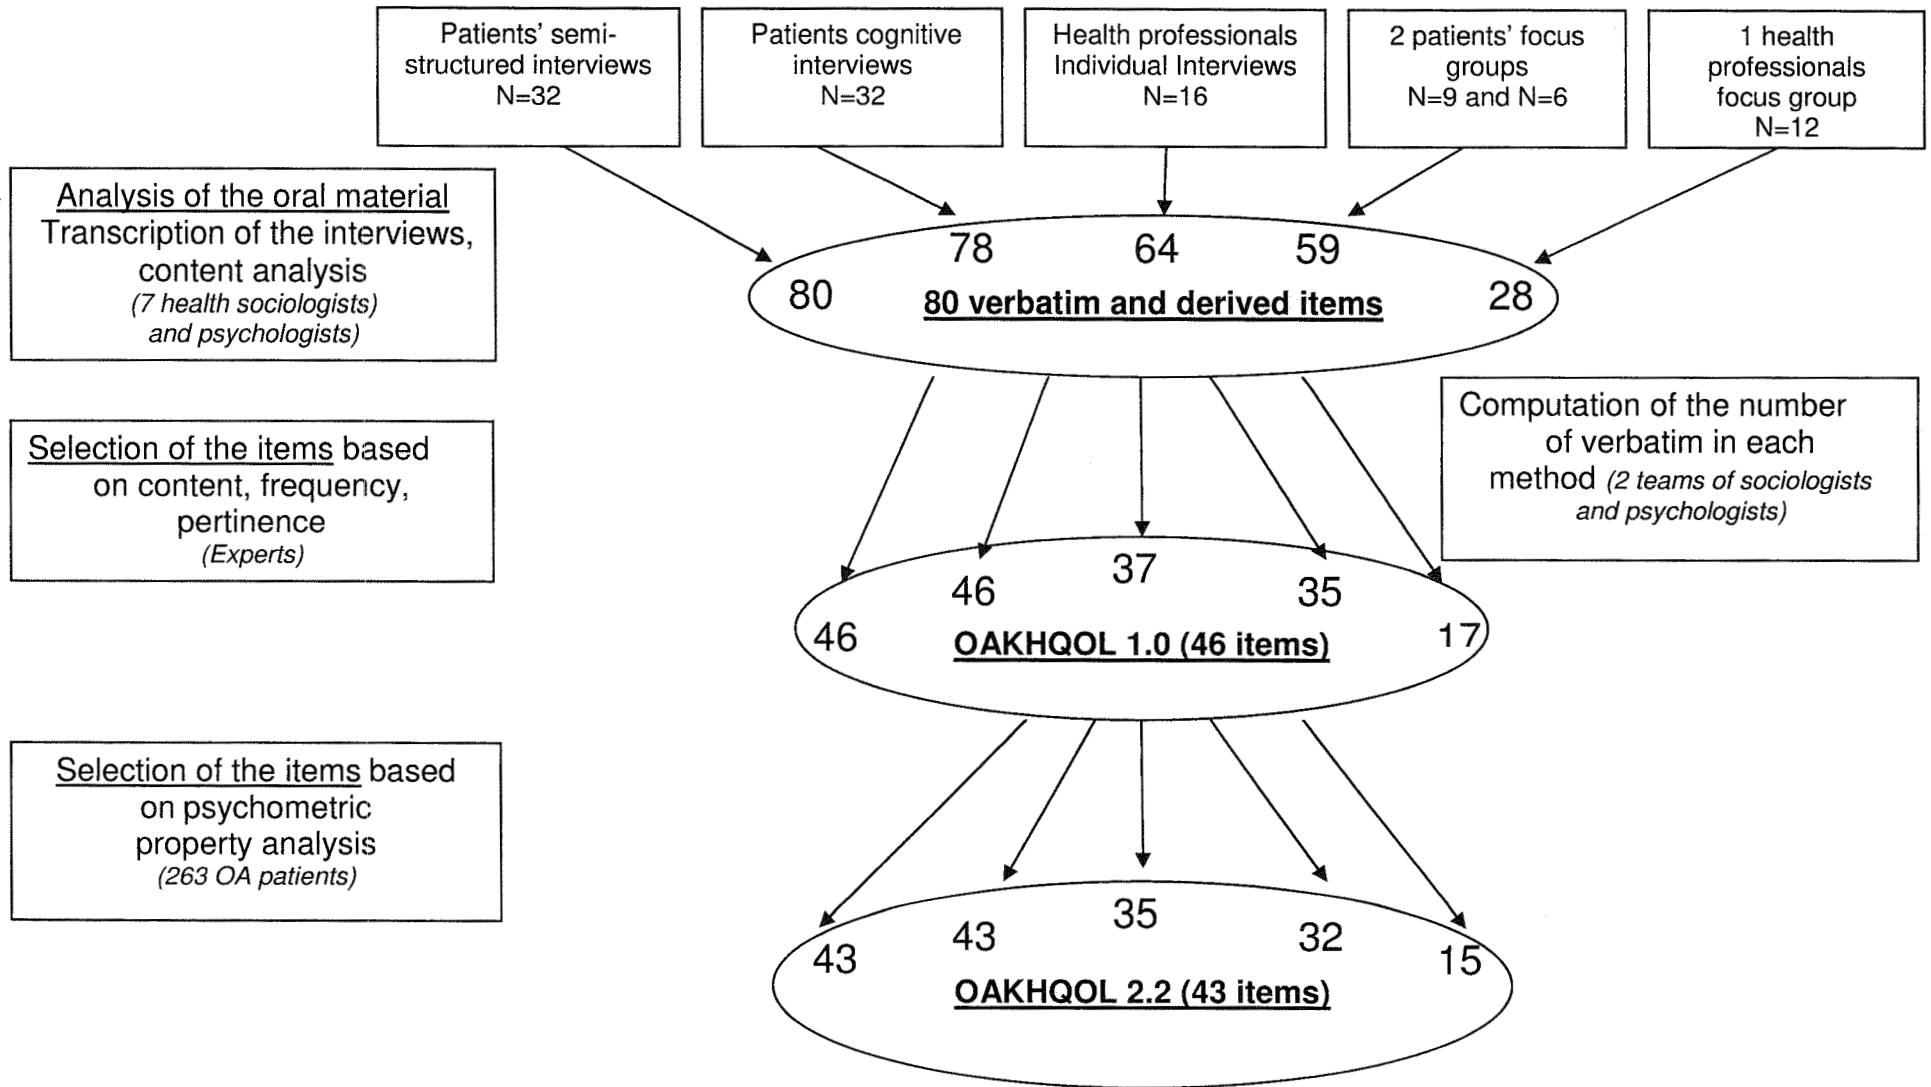 Patients’ semi-
structured interviews
N=32
Patients cognitive
interviews
N=32
Health professionals
Individual Interviews
N=16
2 patients’ focus
groups
N=9 and N=6
1 health
professionals
focus group
N=12
Analysis of the oral material
Transcription of the interviews,
content analysis
(7 health sociologists)
and psychologists)
78
64
59
80
80 verbatim and derived items
28
Selection of the items based
on content, frequency,
pertinence
(Experts)
Computation of the number
of verbatim in each
method (2 teams of sociologists
and psychologists)
46
37
35
46
OAKHQOL 1.0 (46 items)
17
Selection of the items based
on psychometric
property analysis
(263 OA patients)
43
35
32
43
OAKHQOL 2.2 (43 items)
15